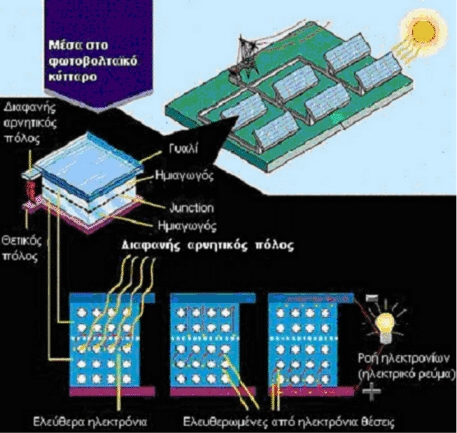 Μέσα στο
φωτοβολταϊκό
κύτταρο
Διαφανής
αρνητικός
πόλος
Γυαλί
Ημιαγωγός
Junction
Ημιαγωγός
Θετικός
πόλος
Διαφανής αρνητικός πόλος
Ροή ηλεκτρονίων
(ηλεκτρικό ρεύμα)
Ελεύθερα ηλεκτρόνια
Ελευθερωμένες από ηλεκτρόνια θέσεις